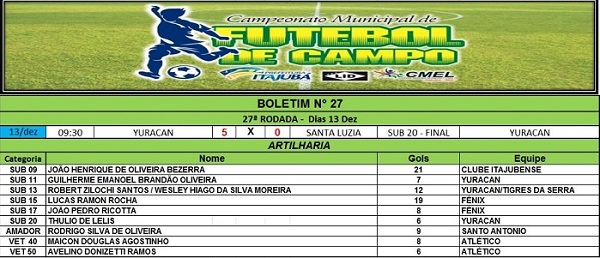 Campeonato Municipal de
FUTEBOL
DE CAMPO
PREFEITURA
ITAJUBÁ
LID
CMEL
BOLETIM Nº 27
27ª RODADA - Dias 13 Dez
13/dez 09:30 YURACAN 5 X 0 SANTA LUZIA SUB 20 - FINAL YURACAN
ARTILHARIA
Categoria Nome Gols Equipe
SUB 09 JOÃO HENRIQUE DE OLIVEIRA BEZERRA 21 CLUBE ITAJUBENSE
SUB 11 GUILHERME EMANOEL BRANDÃO OLIVEIRA 7 YURACAN
SUB 13 ROBERT ZILOCHI SANTOS / WESLEY HIAGO DA SILVA MOREIRA 12 YURACAN/TIGRES DA SERRA
SUB 15 LUCAS RAMON ROCHA 19 FÊNIX
SUB 17 JOÃO PEDRO RICOTTA 8 FÊNIX
SUB 20 THULIO DE LELIS 6 YURACAN
AMADOR RODRIGO SILVA DE OLIVEIRA 9 SANTO ANTONIO
VET 40 MAICON DOUGLAS AGOSTINHO 8 ATLÉTICO
VET 50 AVELINO DONIZETTI RAMOS 6 ATLÉTICO